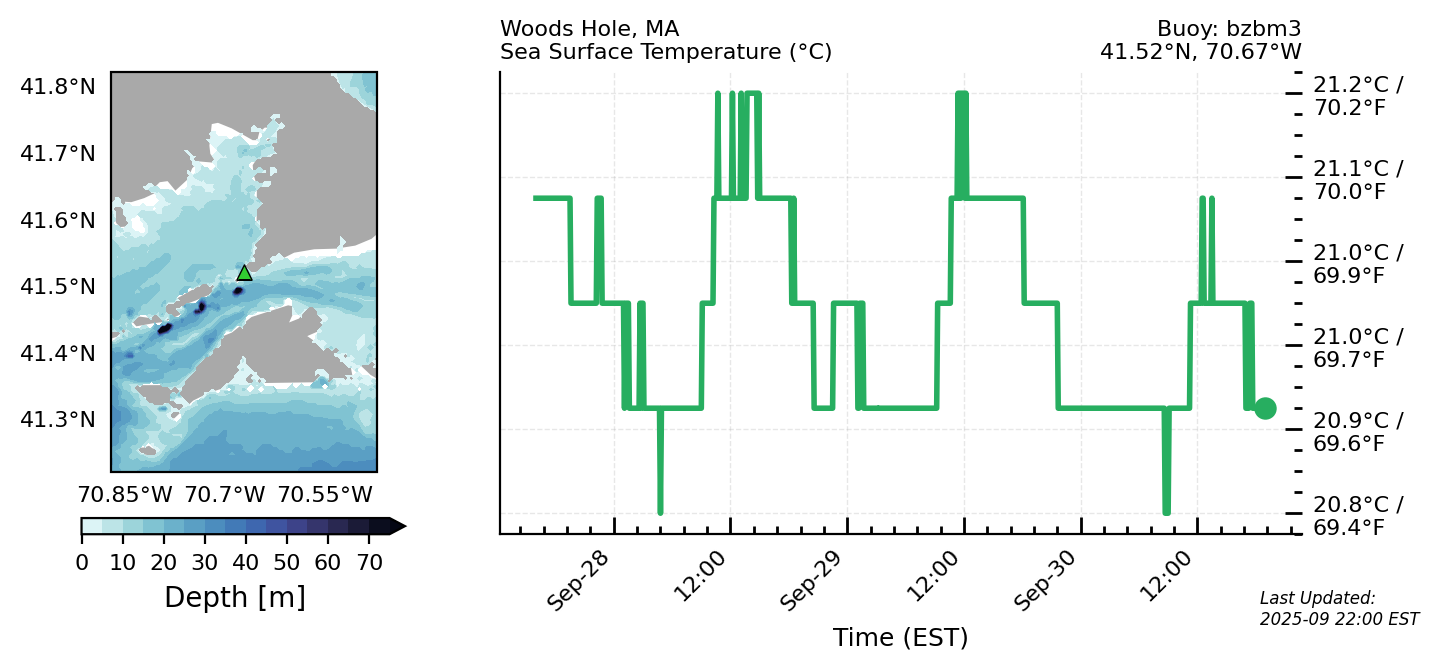 Woods Hole, MA
Sea Surface Temperature (°C)
Buoy: bzbm3
41.52°N, 70.67°W
41.8°N
41.7°N
41.6°N
41.5°N
41.4°N
41.3°N
70.85°W 70.7°W 70.55°W
0 10 20 30 40 50 60 70
Depth [m]
21.2°C /
70.2°F
21.1°C /
70.0°F
21.0°C /
69.9°F
21.0°C /
69.7°F
20.9°C /
69.6°F
20.8°C /
69.4°F
Sep-28
12:00
Sep-29
12:00
Sep-30
12:00
Time (EST)
Last Updated:
2025-09 22:00 EST